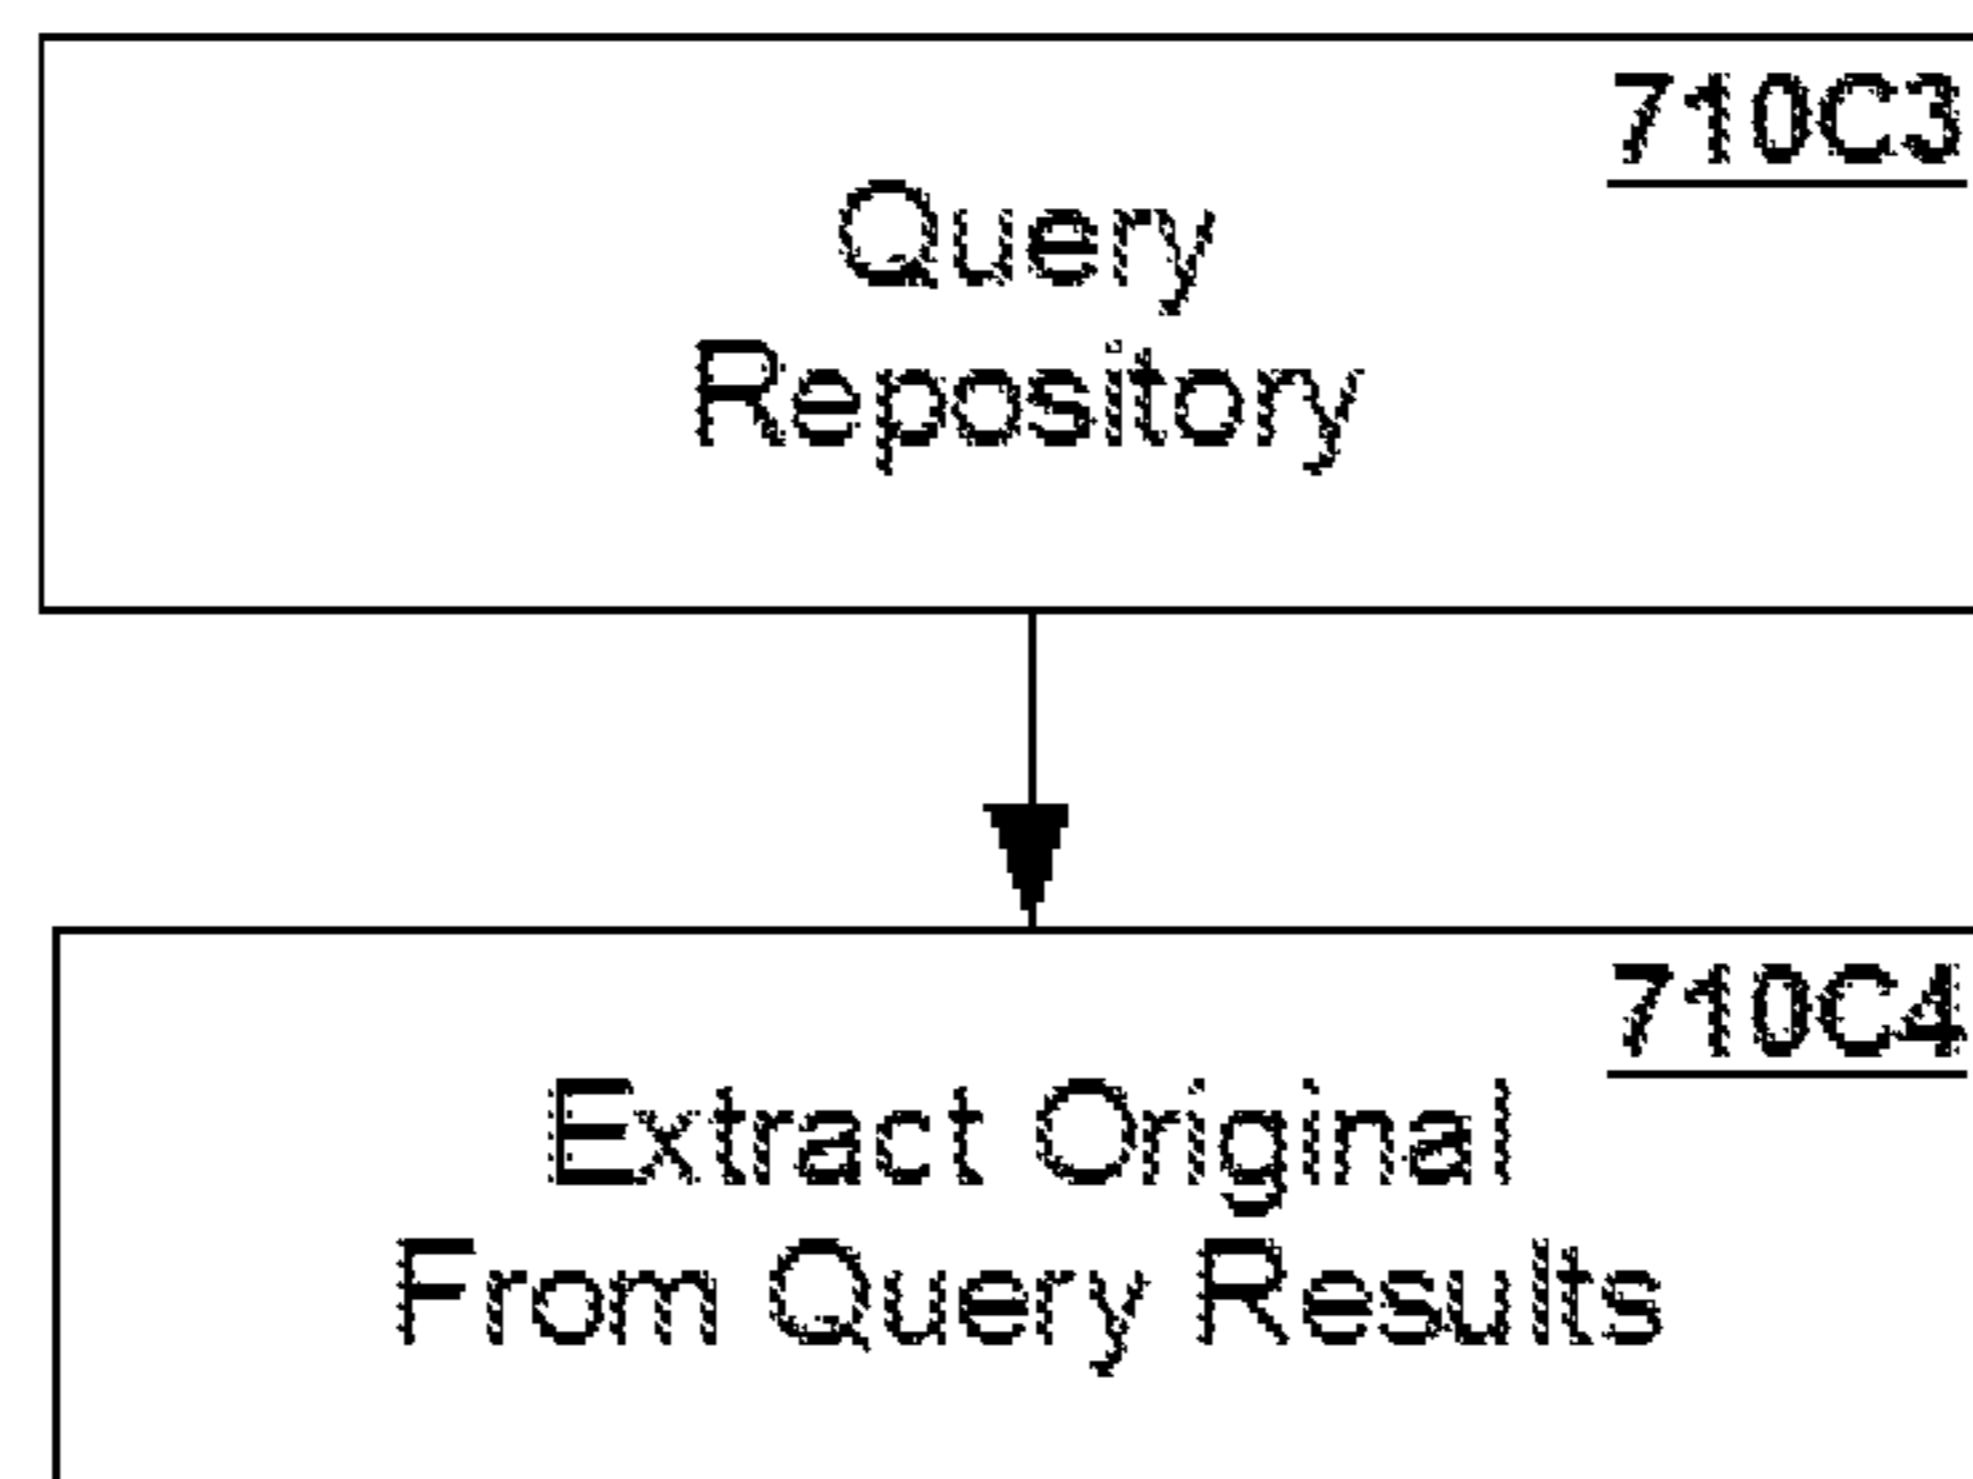 710C3
Query
Repository
710C4
Extract Original
From Query Results